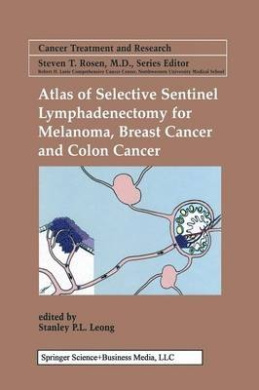 Cancer Treatment and Research
Steven T. Rosen, M.D., Series Editor
Robert H. Lurie Comprehensive Cancer Center, Northwestern University Medical School
Atlas of Selective Sentinel
Lymphadenectomy for
Melanoma, Breast Cancer
and Colon Cancer
edited by
Stanley P.L. Leong
Springer Science+Business Media, LLC